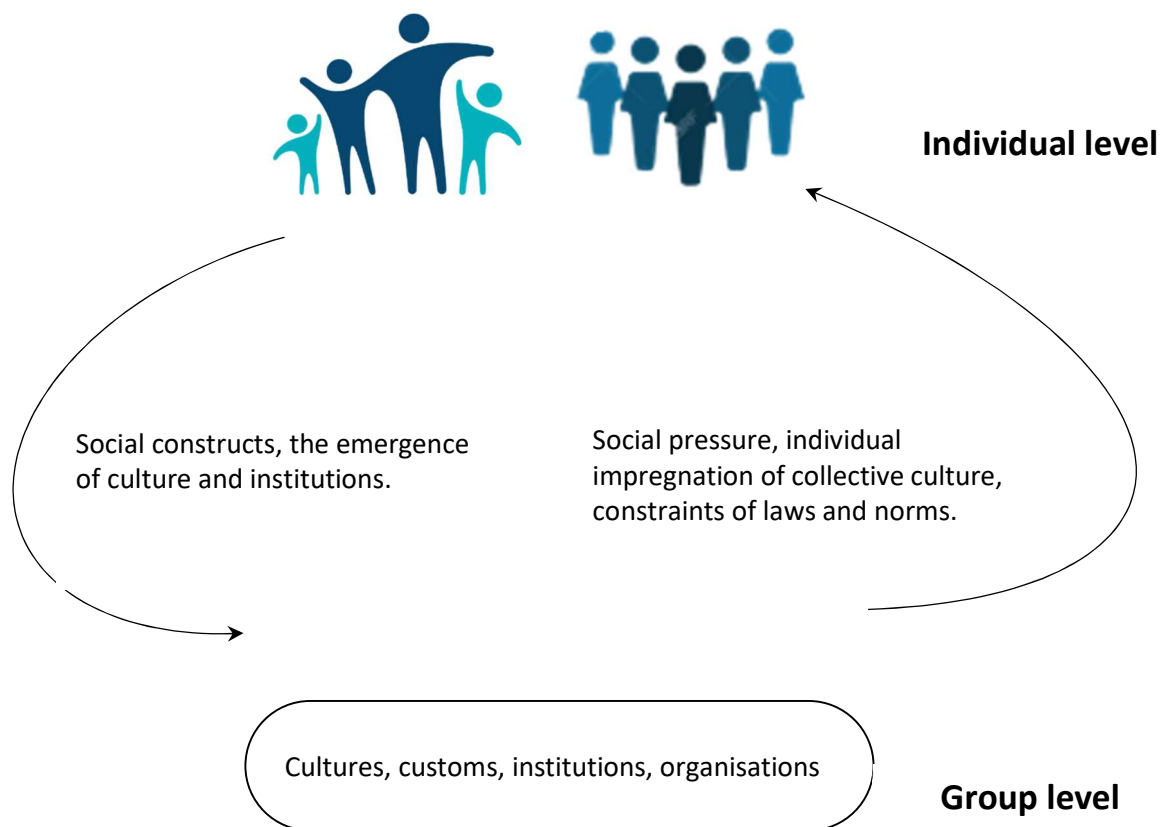 Individual level
Social constructs, the emergence
of culture and institutions.
Social pressure, individual
impregnation of collective culture,
constraints of laws and norms.
Cultures, customs, institutions, organisations
Group level